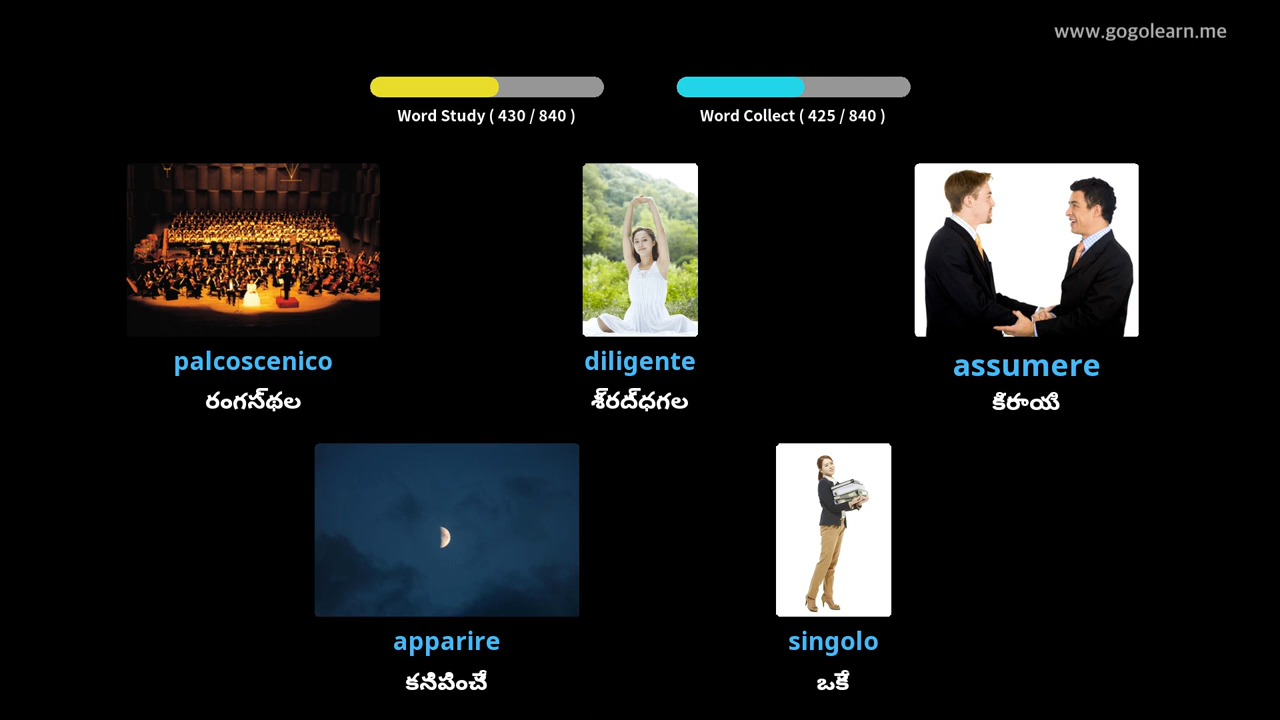 www.gogolearn.me
Word Study ( 430 / 840 )
Word Collect ( 425 / 840 )
palcoscenico
diligente
assumere
రంగస్థల
శ్రద్ధగల
కిరాయి
apparire
singolo
కనిపించే
ఒకే